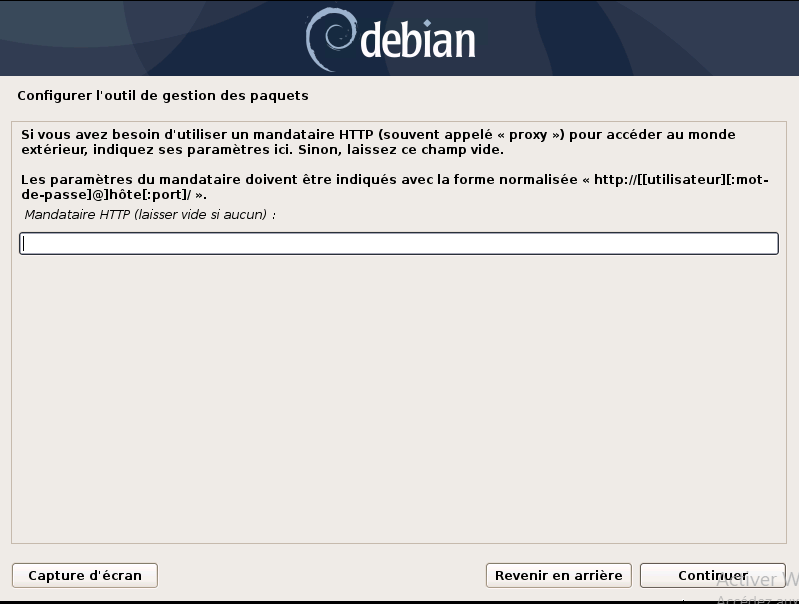 debian
Configurer l'outil de gestion des paquets
Si vous avez besoin d'utiliser un mandataire HTTP (souvent appelé « proxy ») pour accéder au monde
extérieur, indiquez ses paramètres ici. Sinon, laissez ce champ vide.
Les paramètres du mandataire doivent être indiqués avec la forme normalisée « http://[[utilisateur][:mot-
de-passe]@]hôte[:port]/ ».
Mandataire HTTP (laisser vide si aucun) :
Capture d'écran
Revenir en arrière
Continuer
Activer W